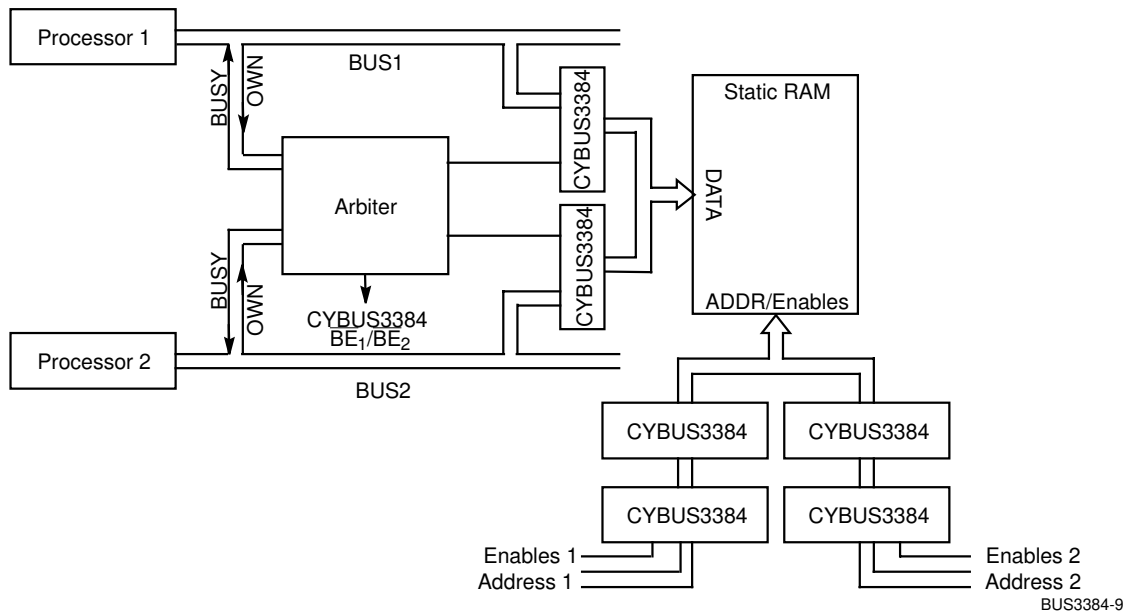 Processor 1
BUS1
BUSY
OWN
CYBUS3384
Static RAM
DATA
Arbiter
CYBUS3384
ADDR/Enables
BUSY
OWN
CYBUS3384
BE1/BE2
Processor 2
BUS2
CYBUS3384
CYBUS3384
CYBUS3384
CYBUS3384
Enables 1
Enables 2
Address 1
Address 2
BUS3384-9